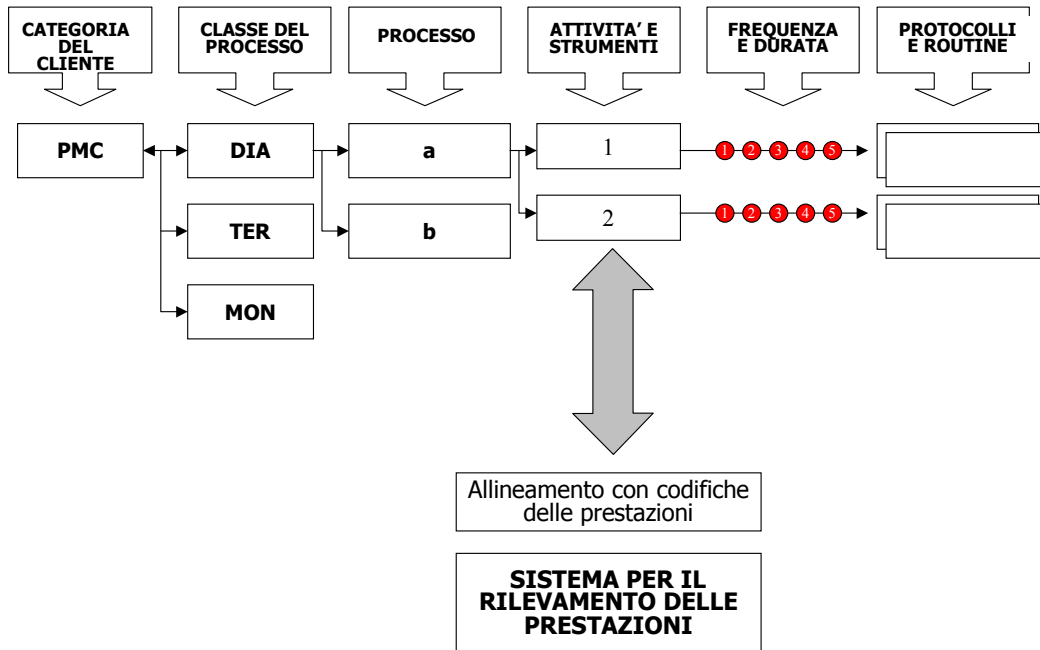 CATEGORIA
DEL
CLIENTE
CLASSE DEL
PROCESSO
PROCESSO
ATTIVITA’ E
STRUMENTI
FREQUENZA
E DURATA
PROTOCOLLI
E ROUTINE
PMC
DIA
a
1
1 2 3 4 5
TER
b
2
1 2 3 4 5
MON
Allineamento con codifiche
delle prestazioni
SISTEMA PER IL
RILEVAMENTO DELLE
PRESTAZIONI